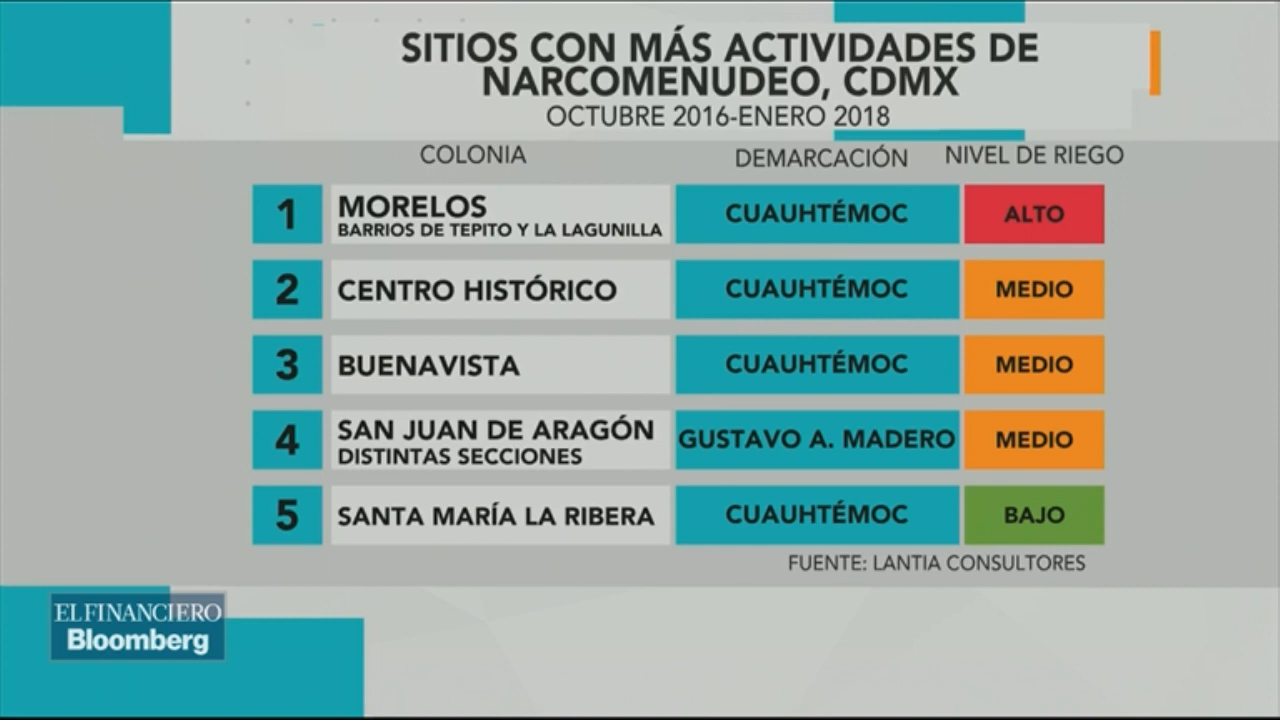 SITIOS CON MÁS ACTIVIDADES DE
NARCOMENUDEO, CDMX
OCTUBRE 2016-ENERO 2018
COLONIA DEMARCACIÓN NIVEL DE RIEGO
1 MORELOS CUAUHTÉMOC ALTO
BARRIOS DE TEPITO Y LA LAGUNILLA
2 CENTRO HISTÓRICO CUAUHTÉMOC MEDIO
3 BUENAVISTA CUAUHTÉMOC MEDIO
4 SAN JUAN DE ARAGÓN GUSTAVO A. MADERO MEDIO
DISTINTAS SECCIONES
5 SANTA MARÍA LA RIBERA CUAUHTÉMOC BAJO
FUENTE: LANTIA CONSULTORES
EL FINANCIERO
Bloomberg